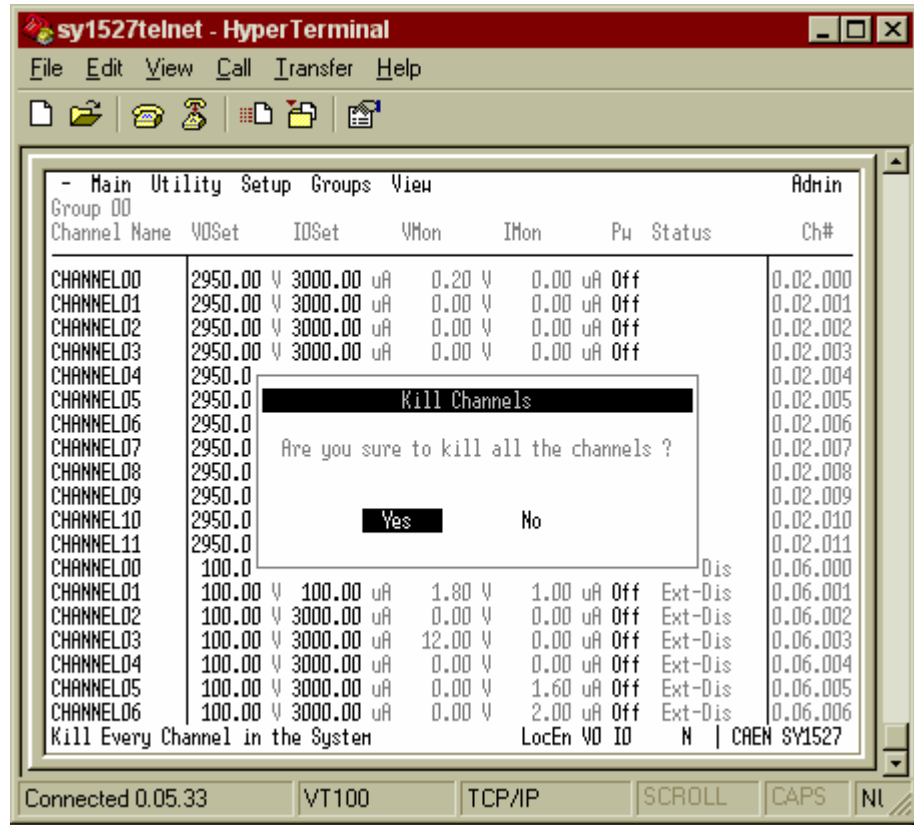 sy1527telnet - HyperTerminal
File Edit View Call Transfer Help
- Main Utility Setup Groups View Admin
Group 00
Channel Name V0Set I0Set VMon IMon Pw Status Ch#
CHANNEL00 2950.00 V 3000.00 uA 0.20 V 0.00 uA Off 0.02.000
CHANNEL01 2950.00 V 3000.00 uA 0.00 V 0.00 uA Off 0.02.001
CHANNEL02 2950.00 V 3000.00 uA 0.00 V 0.00 uA Off 0.02.002
CHANNEL03 2950.00 V 3000.00 uA 0.00 V 0.00 uA Off 0.02.003
CHANNEL04 2950.0 0.02.004
CHANNEL05 2950.0 Kill Channels 0.02.005
CHANNEL06 2950.0 0.02.006
CHANNEL07 2950.0 Are you sure to kill all the channels ? 0.02.007
CHANNEL08 2950.0 0.02.008
CHANNEL09 2950.0 0.02.009
CHANNEL10 2950.0 Yes No 0.02.010
CHANNEL11 2950.0 0.02.011
CHANNEL00 100.0 Dis 0.06.000
CHANNEL01 100.00 V 100.00 uA 1.80 V 1.00 uA Off Ext-Dis 0.06.001
CHANNEL02 100.00 V 3000.00 uA 0.00 V 0.00 uA Off Ext-Dis 0.06.002
CHANNEL03 100.00 V 3000.00 uA 12.00 V 0.00 uA Off Ext-Dis 0.06.003
CHANNEL04 100.00 V 3000.00 uA 0.00 V 0.00 uA Off Ext-Dis 0.06.004
CHANNEL05 100.00 V 3000.00 uA 0.00 V 1.60 uA Off Ext-Dis 0.06.005
CHANNEL06 100.00 V 3000.00 uA 0.00 V 2.00 uA Off Ext-Dis 0.06.006
Kill Every Channel in the System LocEn V0 I0 N | CAEN SY1527
Connected 0.05.33 VT100 TCP/IP SCROLL CAPS NU